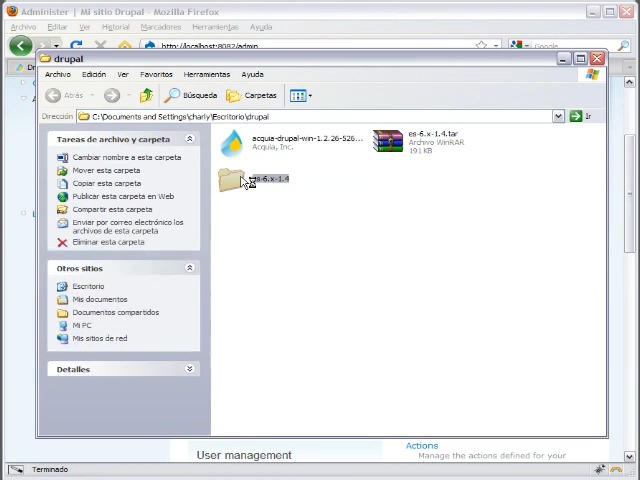 Administer | Mi sitio Drupal - Mozilla Firefox
Archivo Editar Ver Historial Marcadores Herramientas Ayuda
http://localhost:8082/admin
Google
drupal
Archivo Edición Ver Favoritos Herramientas Ayuda
Atrás Búsqueda Carpetas
Dirección C:\Documents and Settings\charly\Escritorio\drupal Ir
Tareas de archivo y carpeta
Cambiar nombre a esta carpeta
Mover esta carpeta
Copiar esta carpeta
Publicar esta carpeta en Web
Compartir esta carpeta
Enviar por correo electrónico los
archivos de esta carpeta
Eliminar esta carpeta
Otros sitios
Escritorio
Mis documentos
Documentos compartidos
Mi PC
Mis sitios de red
Detalles
acquia-drupal-win-1.2.26-526...
Acquia, Inc.
es-6.x-1.4.tar
Archivo WinRAR
191 KB
es-6.x-1.4
User management
Actions
Manage the actions defined for your
Terminado